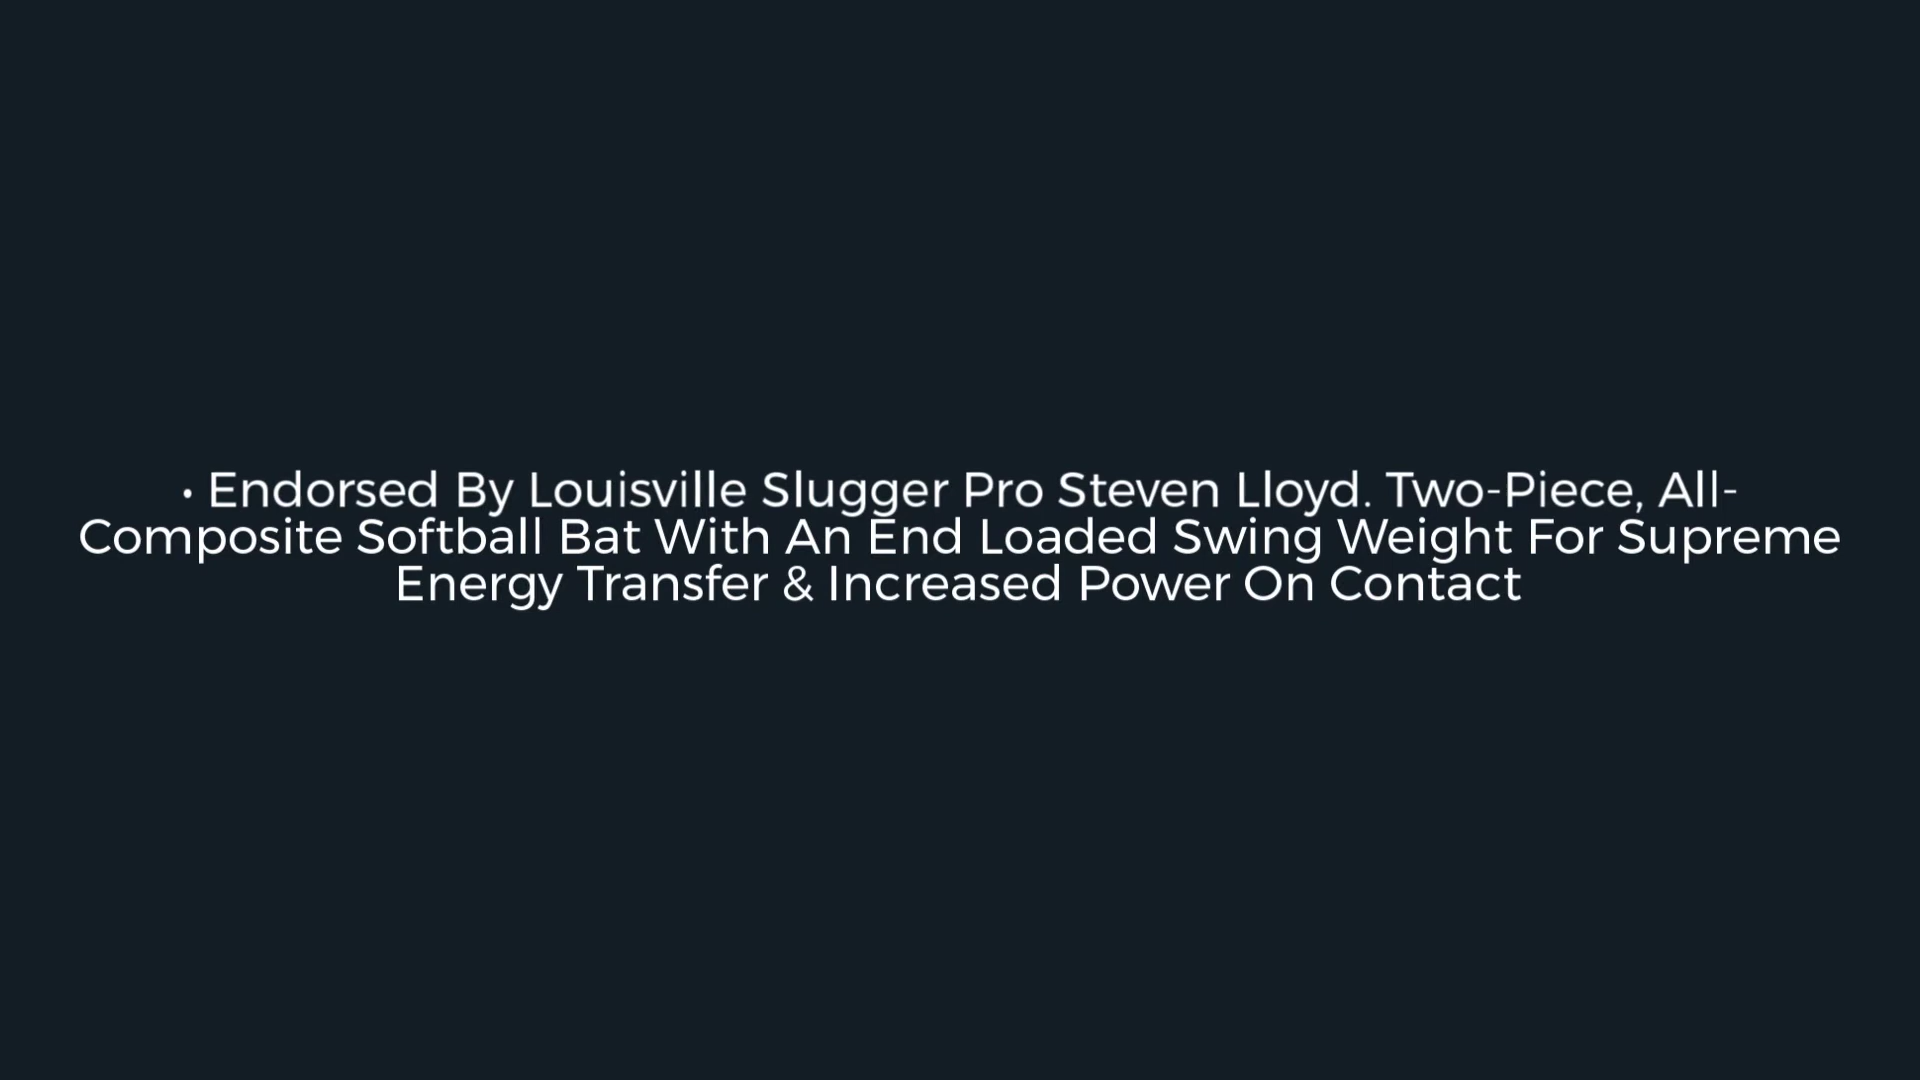 • Endorsed By Louisville Slugger Pro Steven Lloyd. Two-Piece, All-
Composite Softball Bat With An End Loaded Swing Weight For Supreme
Energy Transfer & Increased Power On Contact